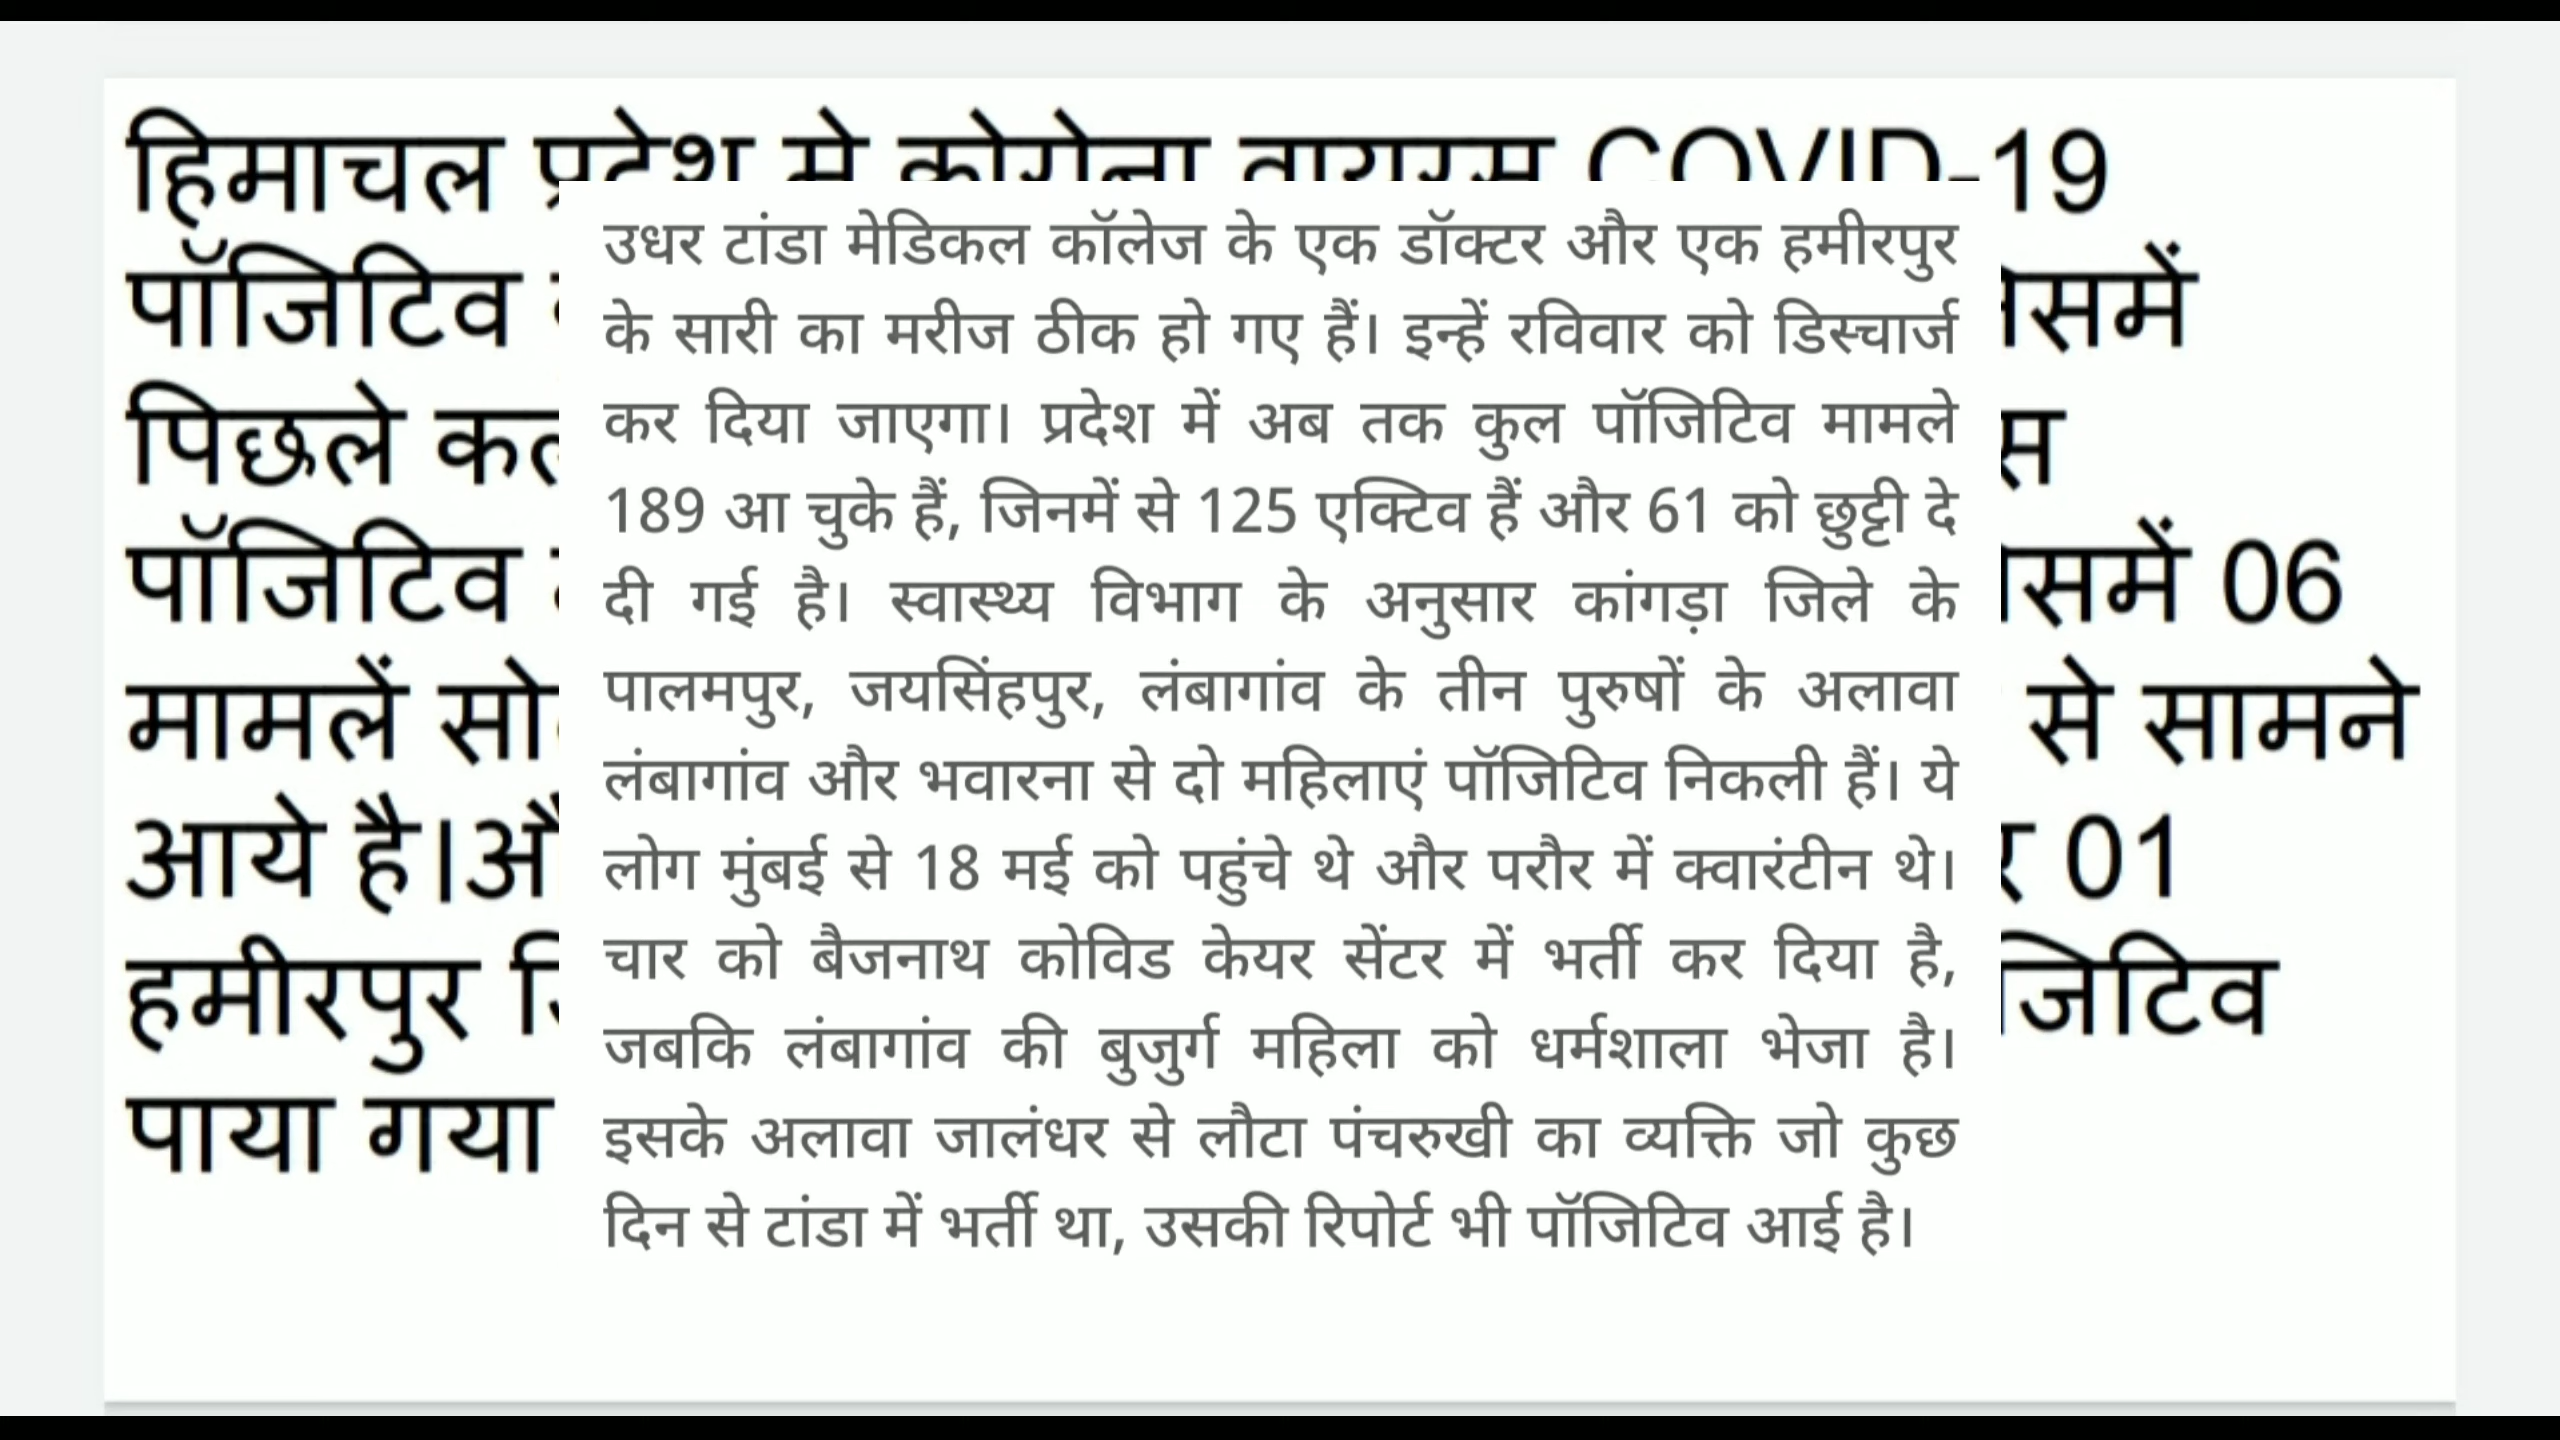 हिमाचल प्रदेश मे कोरोना वायरस COVID-19
पॉजिटिव
पिछले
पॉजिटिव 06
मामलें से सामने
आये है। 01
हमीरपुर
पाया गया
उधर टांडा मेडिकल कॉलेज के एक डॉक्टर और एक हमीरपुर
के सारी का मरीज ठीक हो गए हैं। इन्हें रविवार को डिस्चार्ज
कर दिया जाएगा। प्रदेश में अब तक कुल पॉजिटिव मामले
189 आ चुके हैं, जिनमें से 125 एक्टिव हैं और 61 को छुट्टी दे
दी गई है। स्वास्थ्य विभाग के अनुसार कांगड़ा जिले के
पालमपुर, जयसिंहपुर, लंबागांव के तीन पुरुषों के अलावा
लंबागांव और भवारना से दो महिलाएं पॉजिटिव निकली हैं। ये
लोग मुंबई से 18 मई को पहुंचे थे और परौर में क्वारंटीन थे।
चार को बैजनाथ कोविड केयर सेंटर में भर्ती कर दिया है,
जबकि लंबागांव की बुजुर्ग महिला को धर्मशाला भेजा है।
इसके अलावा जालंधर से लौटा पंचरुखी का व्यक्ति जो कुछ
दिन से टांडा में भर्ती था, उसकी रिपोर्ट भी पॉजिटिव आई है।